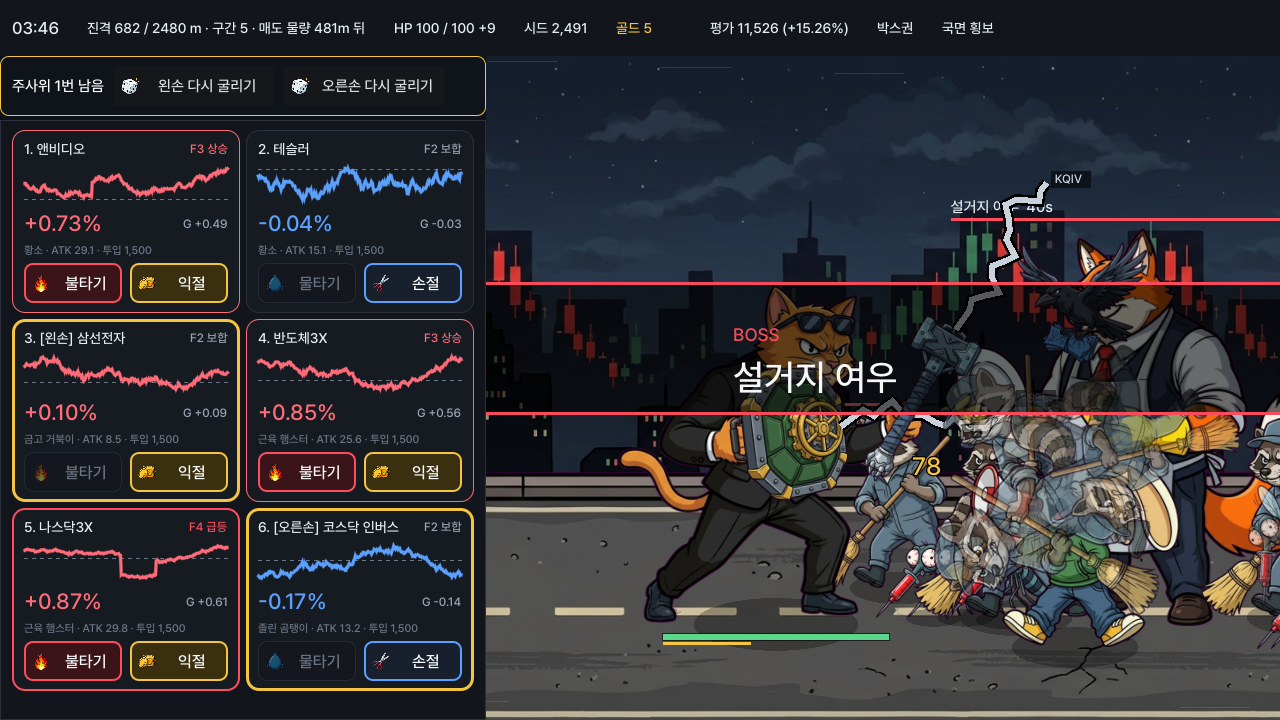 03:46
진격 682 / 2480 m · 구간 5 · 매도 물량 481m 뒤
HP 100 / 100 +9
시드 2,491
골드 5
평가 11,526 (+15.26%)
박스권
국면 횡보
주사위 1번 남음
왼손 다시 굴리기
오른손 다시 굴리기
1. 앤비디오
F3 상승
+0.73%
G +0.49
황소 · ATK 29.1 · 투입 1,500
불타기
익절
2. 테슬러
F2 보합
-0.04%
G -0.03
황소 · ATK 15.1 · 투입 1,500
물타기
손절
3. [왼손] 삼선전자
F2 보합
+0.10%
G +0.09
금고 거북이 · ATK 8.5 · 투입 1,500
불타기
익절
4. 반도체3X
F3 상승
+0.85%
G +0.56
근육 햄스터 · ATK 25.6 · 투입 1,500
불타기
익절
5. 나스닥3X
F4 급등
+0.87%
G +0.61
근육 햄스터 · ATK 29.8 · 투입 1,500
불타기
익절
6. [오른손] 코스닥 인버스
F2 보합
-0.17%
G -0.14
졸린 곰탱이 · ATK 13.2 · 투입 1,500
물타기
손절
KQIV
설거지
BOSS
설거지 여우
78